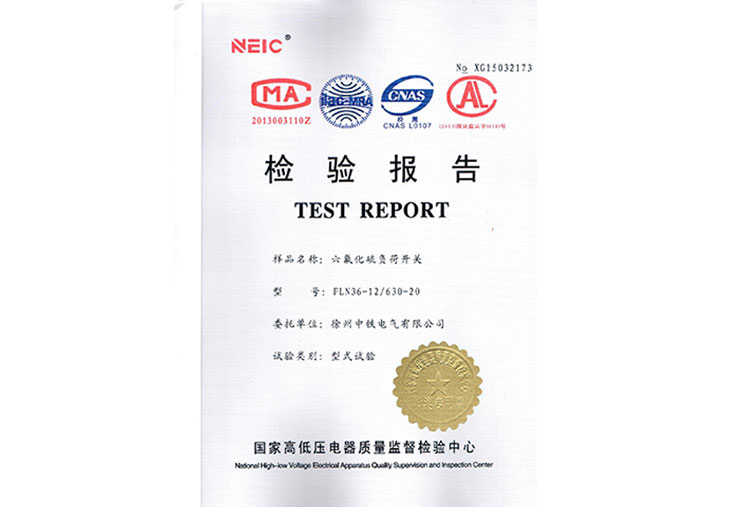 NEIC®
No XG15032173
MA
2013003110Z
ilac-MRA
CNAS
检 测
CNAS L0107
AL
检 验 报 告
TEST REPORT
样品名称: 六氟化硫负荷开关
型 号: FLN36-12/630-20
委托单位: 徐州中铁电气有限公司
试验类别: 型式试验
国家高低压电器质量监督检验中心
National High-low Voltage Electrical Apparatus Quality Supervision and Inspection Center